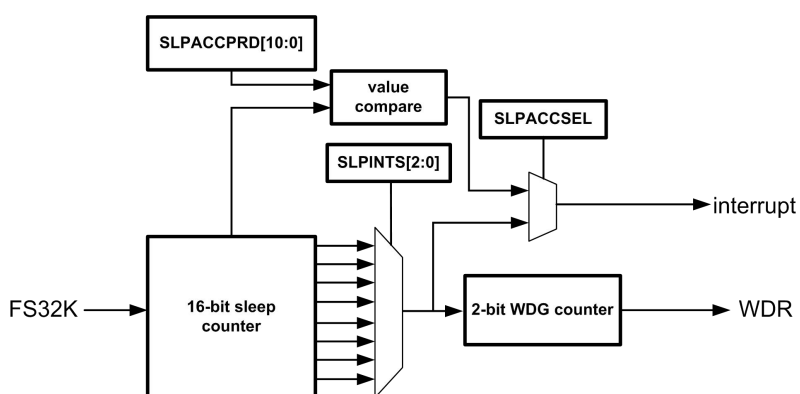 SLPACCPRD[10:0]
value
compare
SLPACCSEL
SLPINTS[2:0]
interrupt
FS32K
16-bit sleep
counter
2-bit WDG counter
WDR